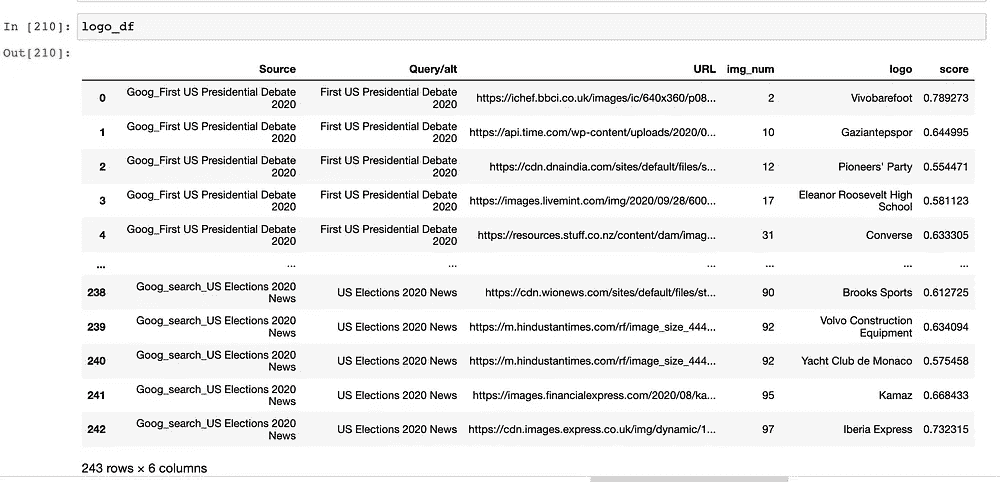 In [210]: logo_df
Out[210]:
Source Query/alt URL img_num logo score
0 Goog_First US Presidential Debate 2020 First US Presidential Debate 2020 https://ichef.bbci.co.uk/images/ic/640x360/p08... 2 Vivobarefoot 0.789273
1 Goog_First US Presidential Debate 2020 First US Presidential Debate 2020 https://api.time.com/wp-content/uploads/2020/0... 10 Gaziantepspor 0.644995
2 Goog_First US Presidential Debate 2020 First US Presidential Debate 2020 https://cdn.dnaindia.com/sites/default/files/s... 12 Pioneers' Party 0.554471
3 Goog_First US Presidential Debate 2020 First US Presidential Debate 2020 https://images.livemint.com/img/2020/09/28/600... 17 Eleanor Roosevelt High School 0.581123
4 Goog_First US Presidential Debate 2020 First US Presidential Debate 2020 https://resources.stuff.co.nz/content/dam/imag... 31 Converse 0.633305
... ... ... ... ... ... ...
238 Goog_search_US Elections 2020 News US Elections 2020 News https://cdn.wionews.com/sites/default/files/st... 90 Brooks Sports 0.612725
239 Goog_search_US Elections 2020 News US Elections 2020 News https://m.hindustantimes.com/rf/image_size_444... 92 Volvo Construction Equipment 0.634094
240 Goog_search_US Elections 2020 News US Elections 2020 News https://m.hindustantimes.com/rf/image_size_444... 92 Yacht Club de Monaco 0.575458
241 Goog_search_US Elections 2020 News US Elections 2020 News https://images.financialexpress.com/2020/08/ka... 95 Kamaz 0.668433
242 Goog_search_US Elections 2020 News US Elections 2020 News https://cdn.images.express.co.uk/img/dynamic/1... 97 Iberia Express 0.732315
243 rows × 6 columns